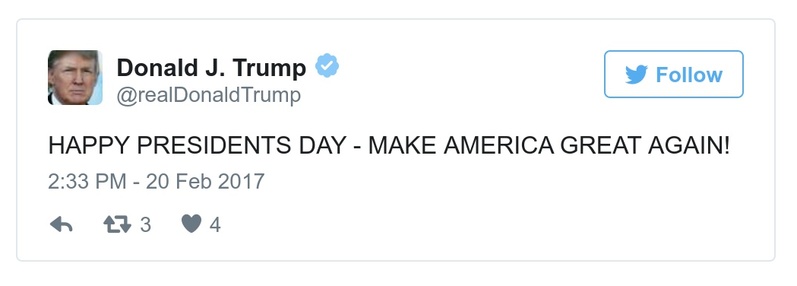 Donald J. Trump
@realDonaldTrump
Follow
HAPPY PRESIDENTS DAY - MAKE AMERICA GREAT AGAIN!
2:33 PM - 20 Feb 2017
3 4